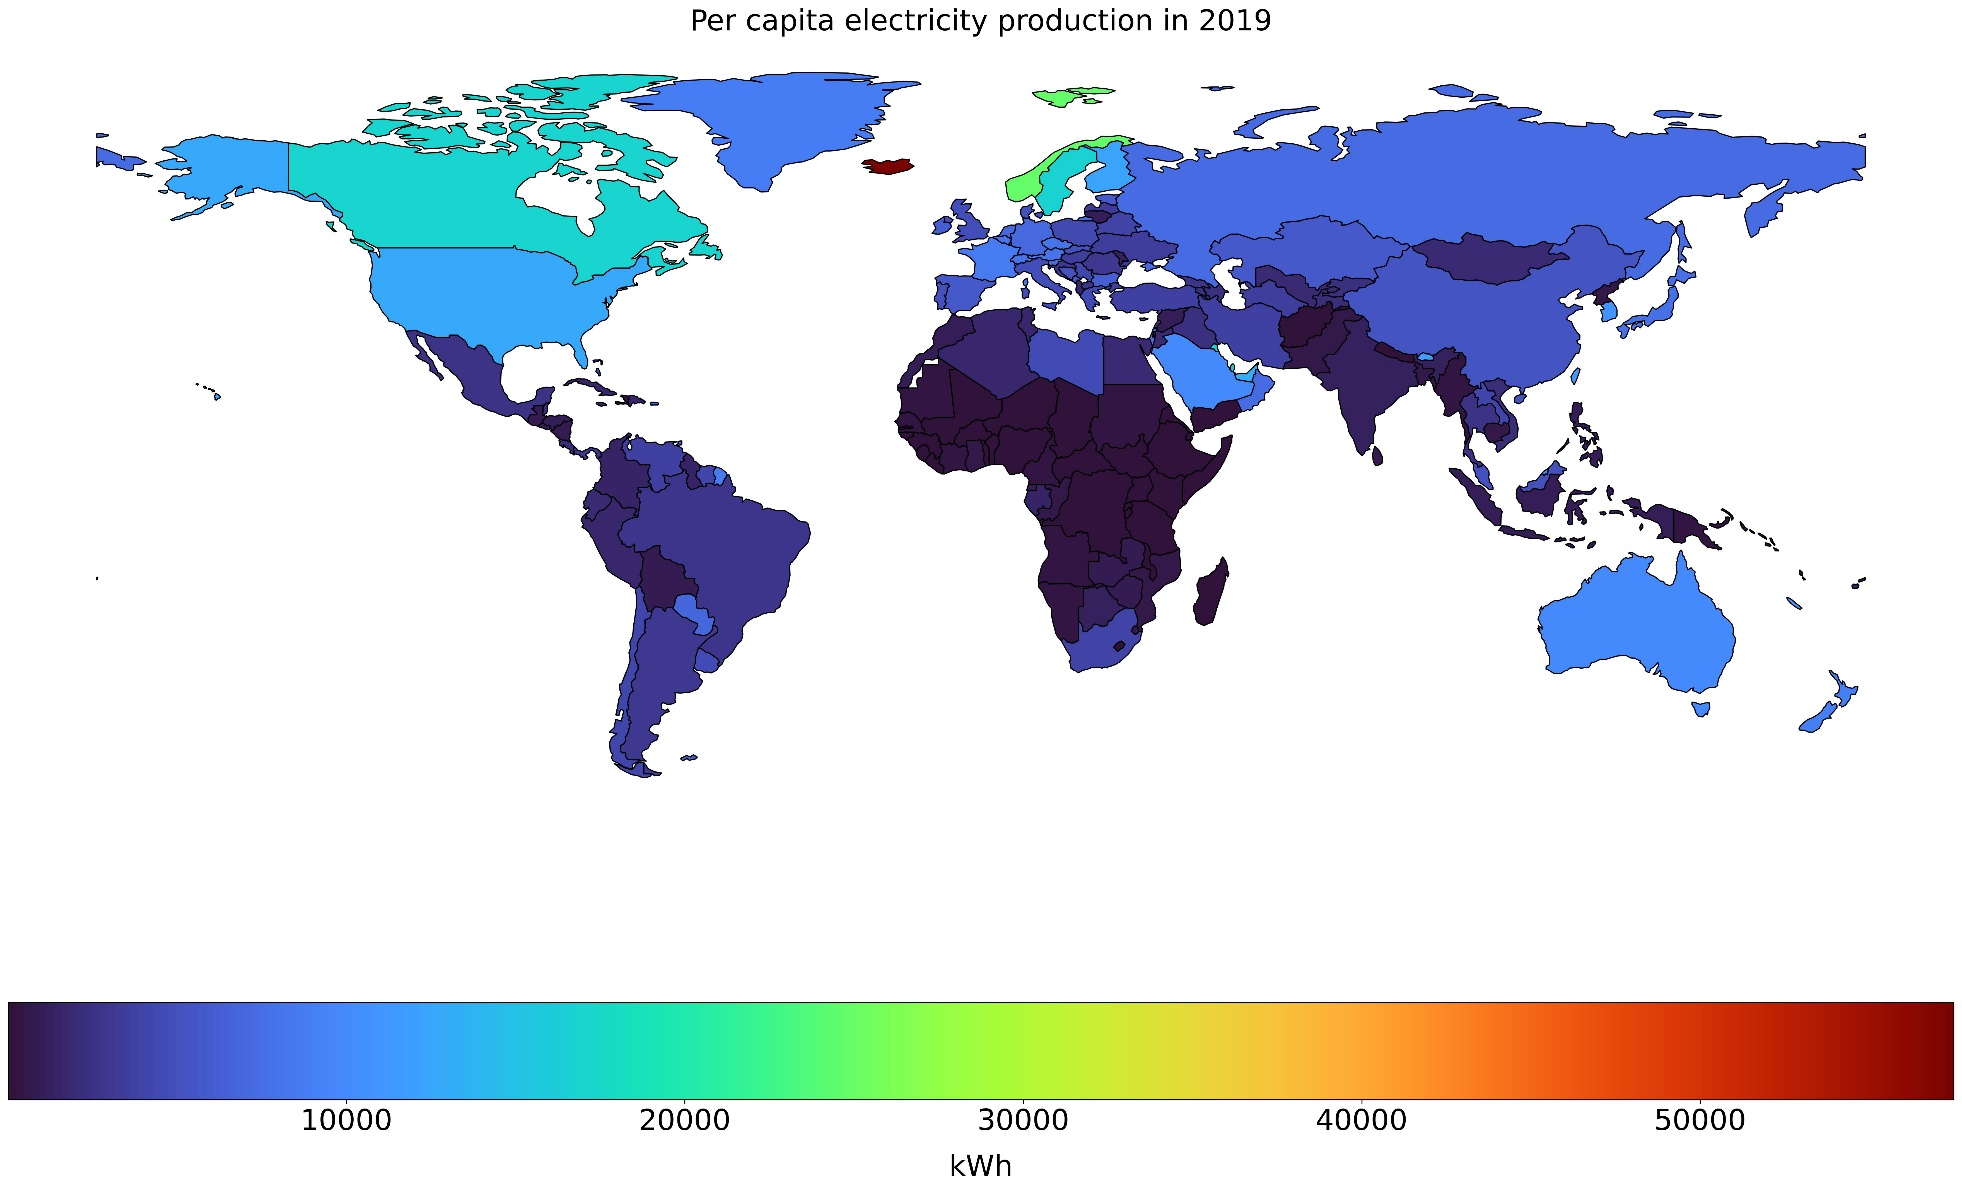 Per capita electricity production in 2019
10000 20000 30000 40000 50000
kWh